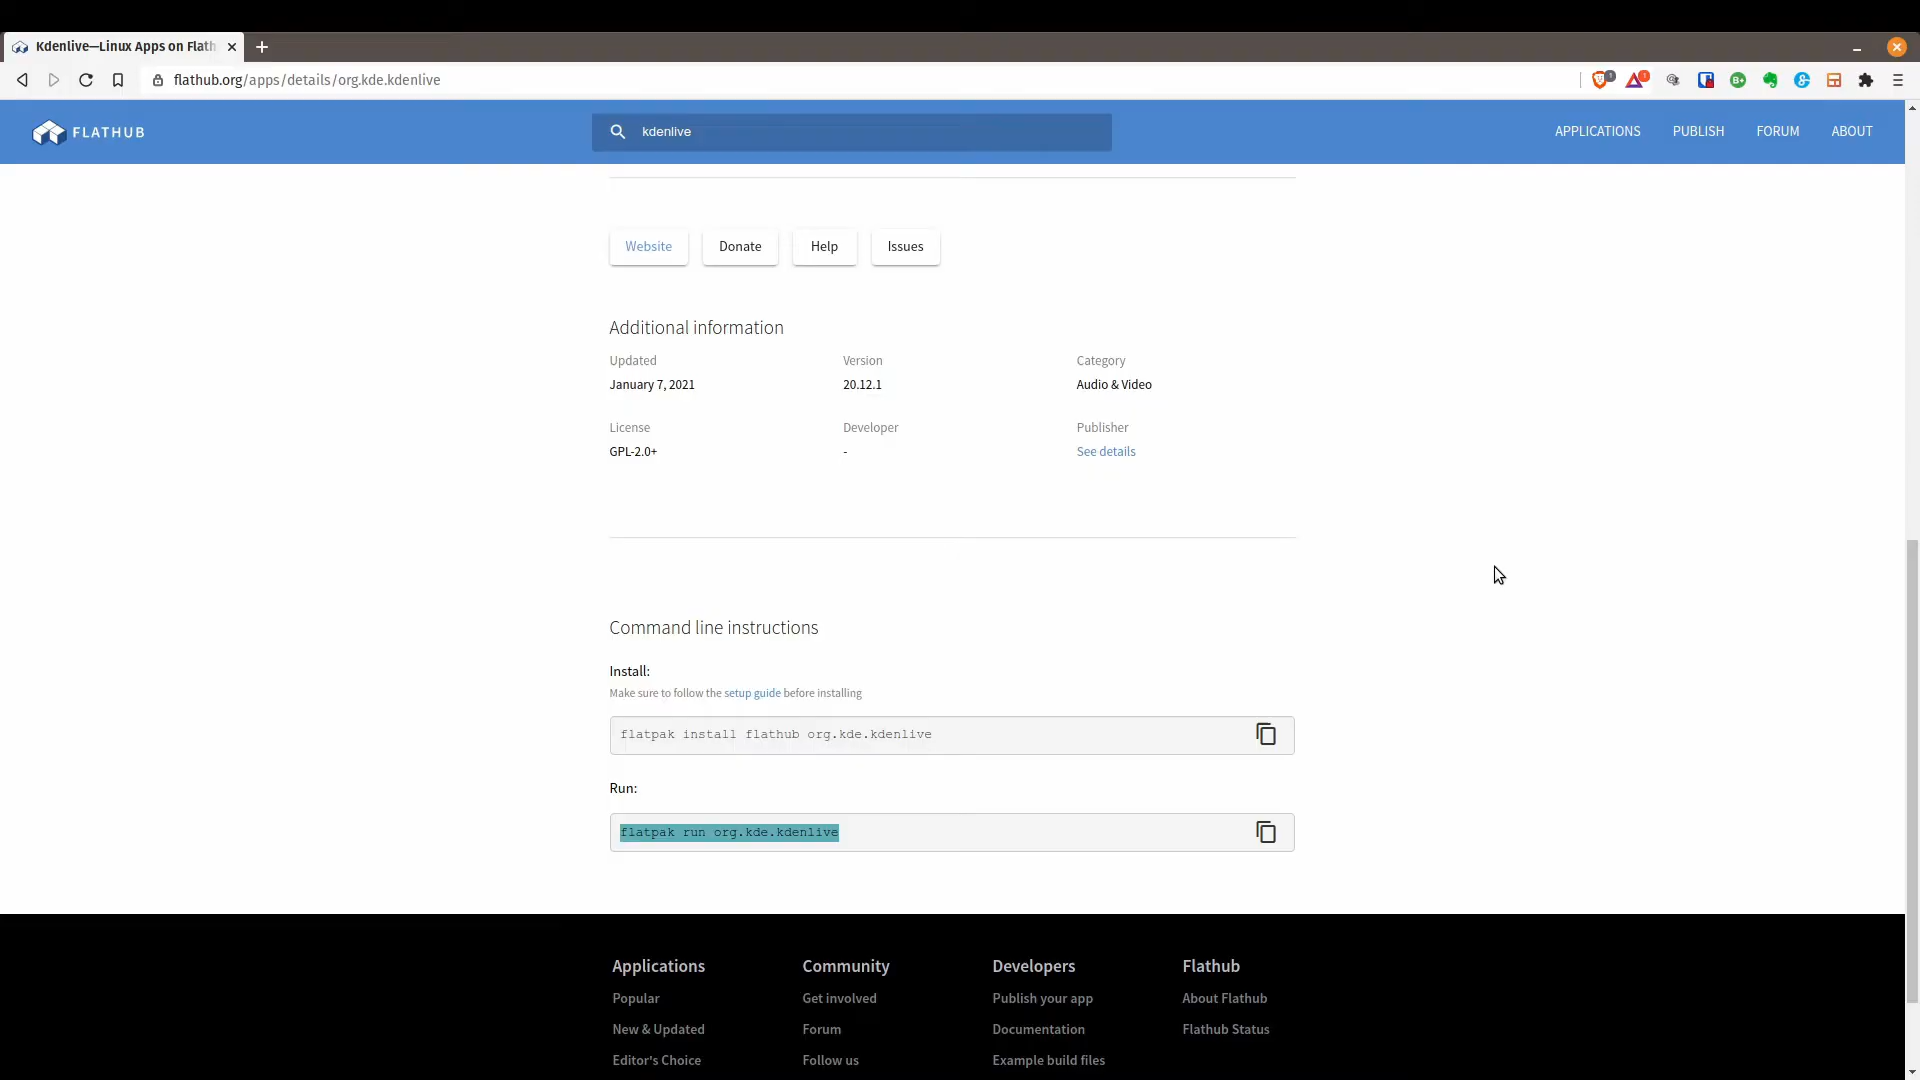 Kdenlive—Linux Apps on Flath
flathub.org/apps/details/org.kde.kdenlive
FLATHUB
kdenlive
APPLICATIONS
PUBLISH
FORUM
ABOUT
Website
Donate
Help
Issues
Additional information
Updated
Version
Category
January 7, 2021
20.12.1
Audio & Video
License
Developer
Publisher
GPL-2.0+
-
See details
Command line instructions
Install:
Make sure to follow the setup guide before installing
flatpak install flathub org.kde.kdenlive
Run:
flatpak run org.kde.kdenlive
Applications
Community
Developers
Flathub
Popular
Get involved
Publish your app
About Flathub
New & Updated
Forum
Documentation
Flathub Status
Editor's Choice
Follow us
Example build files